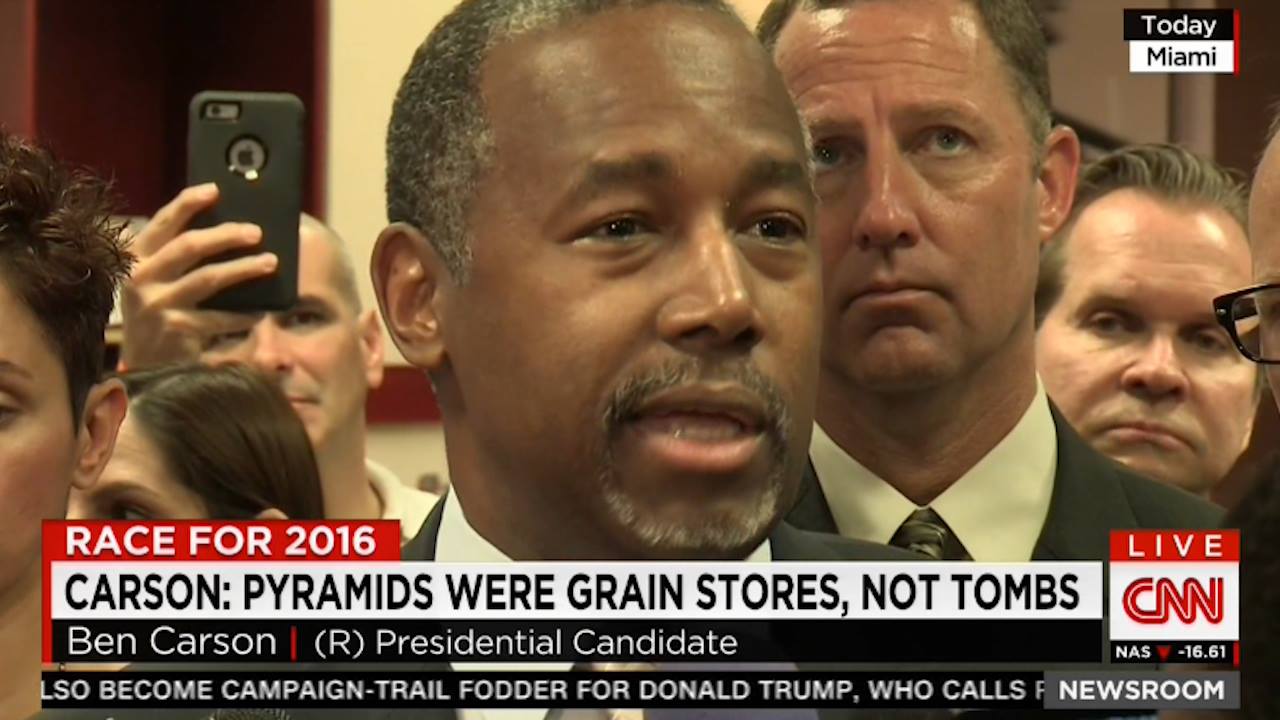 Today
Miami
RACE FOR 2016
CARSON: PYRAMIDS WERE GRAIN STORES, NOT TOMBS
Ben Carson | (R) Presidential Candidate
LIVE
CNN
NAS ▼ -16.61
LSO BECOME CAMPAIGN-TRAIL FODDER FOR DONALD TRUMP, WHO CALLS
NEWSROOM